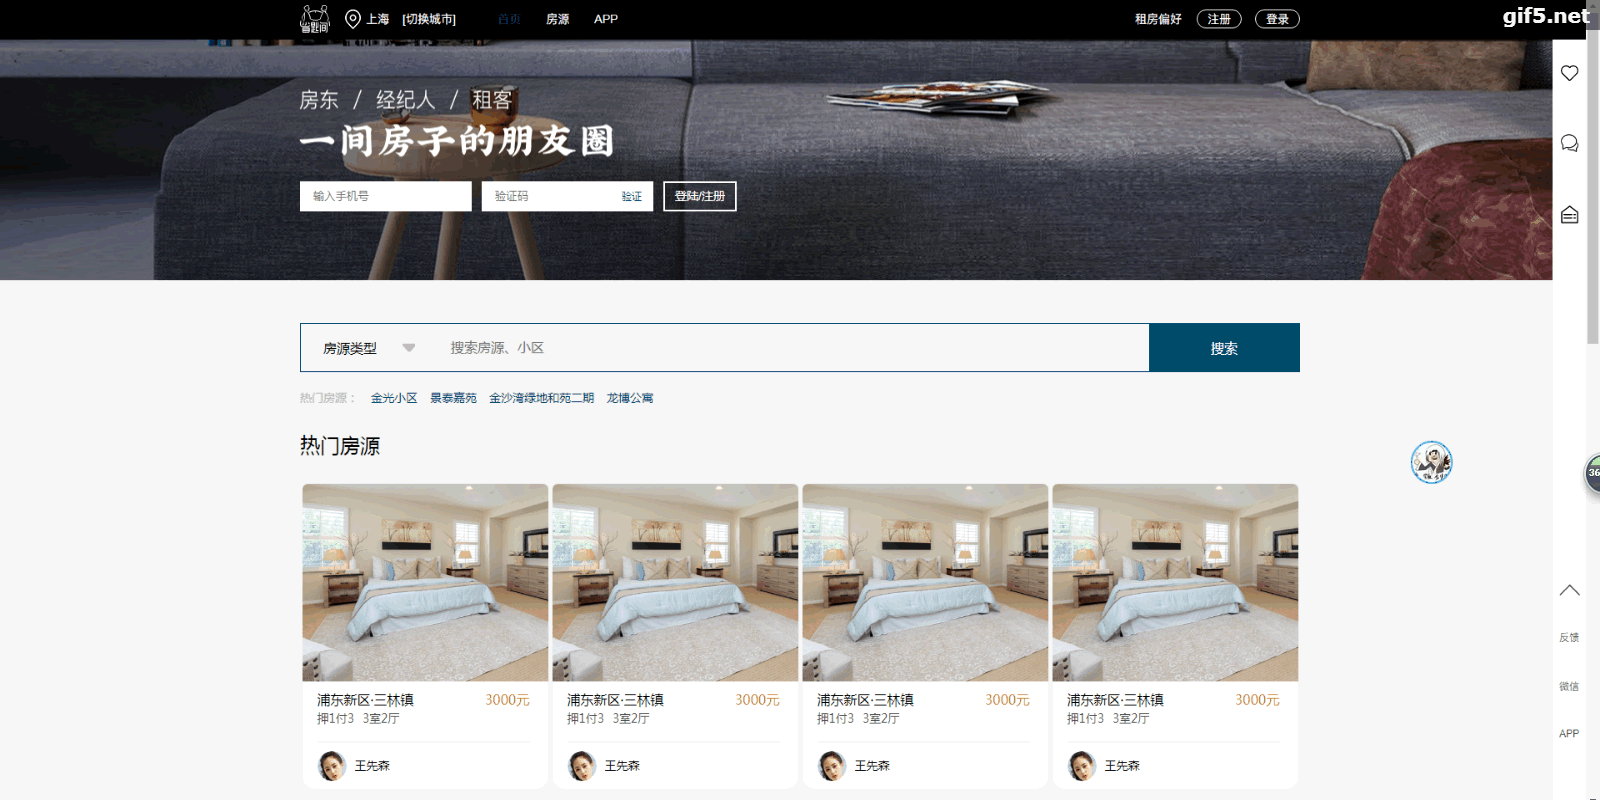 省匙间
上海 [切换城市] 首页 房源 APP 租房偏好 注册 登录
gif5.net
房东 / 经纪人 / 租客
一间房子的朋友圈
输入手机号 验证码 验证 登陆/注册
房源类型 搜索房源、小区 搜索
热门房源： 金光小区 景泰嘉苑 金沙湾绿地和苑二期 龙博公寓
热门房源
浦东新区·三林镇 3000元 浦东新区·三林镇 3000元 浦东新区·三林镇 3000元 浦东新区·三林镇 3000元
押1付3 3室2厅 押1付3 3室2厅 押1付3 3室2厅 押1付3 3室2厅
王先森 王先森 王先森 王先森
36
反馈
微信
APP